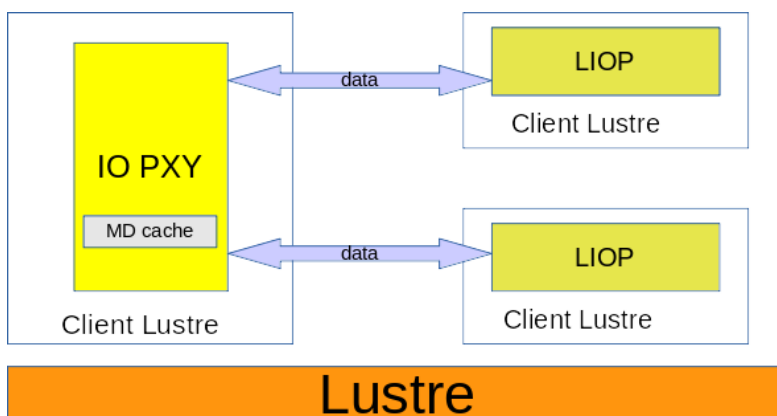 IO PXY
MD cache
Client Lustre
data
LIOP
Client Lustre
data
LIOP
Client Lustre
Lustre